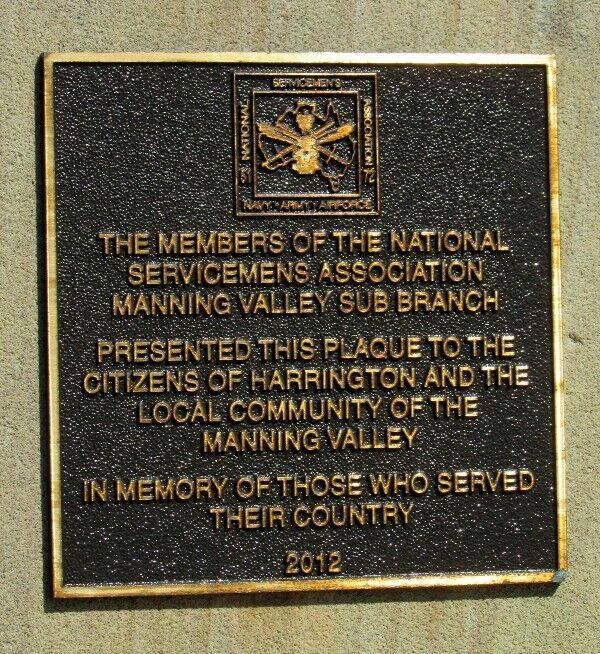 SERVICEMEN'S
NATIONAL
ASSOCIATION
51
72
NAVY · ARMY · AIRFORCE
THE MEMBERS OF THE NATIONAL
SERVICEMENS ASSOCIATION
MANNING VALLEY SUB BRANCH
PRESENTED THIS PLAQUE TO THE
CITIZENS OF HARRINGTON AND THE
LOCAL COMMUNITY OF THE
MANNING VALLEY
IN MEMORY OF THOSE WHO SERVED
THEIR COUNTRY
2012